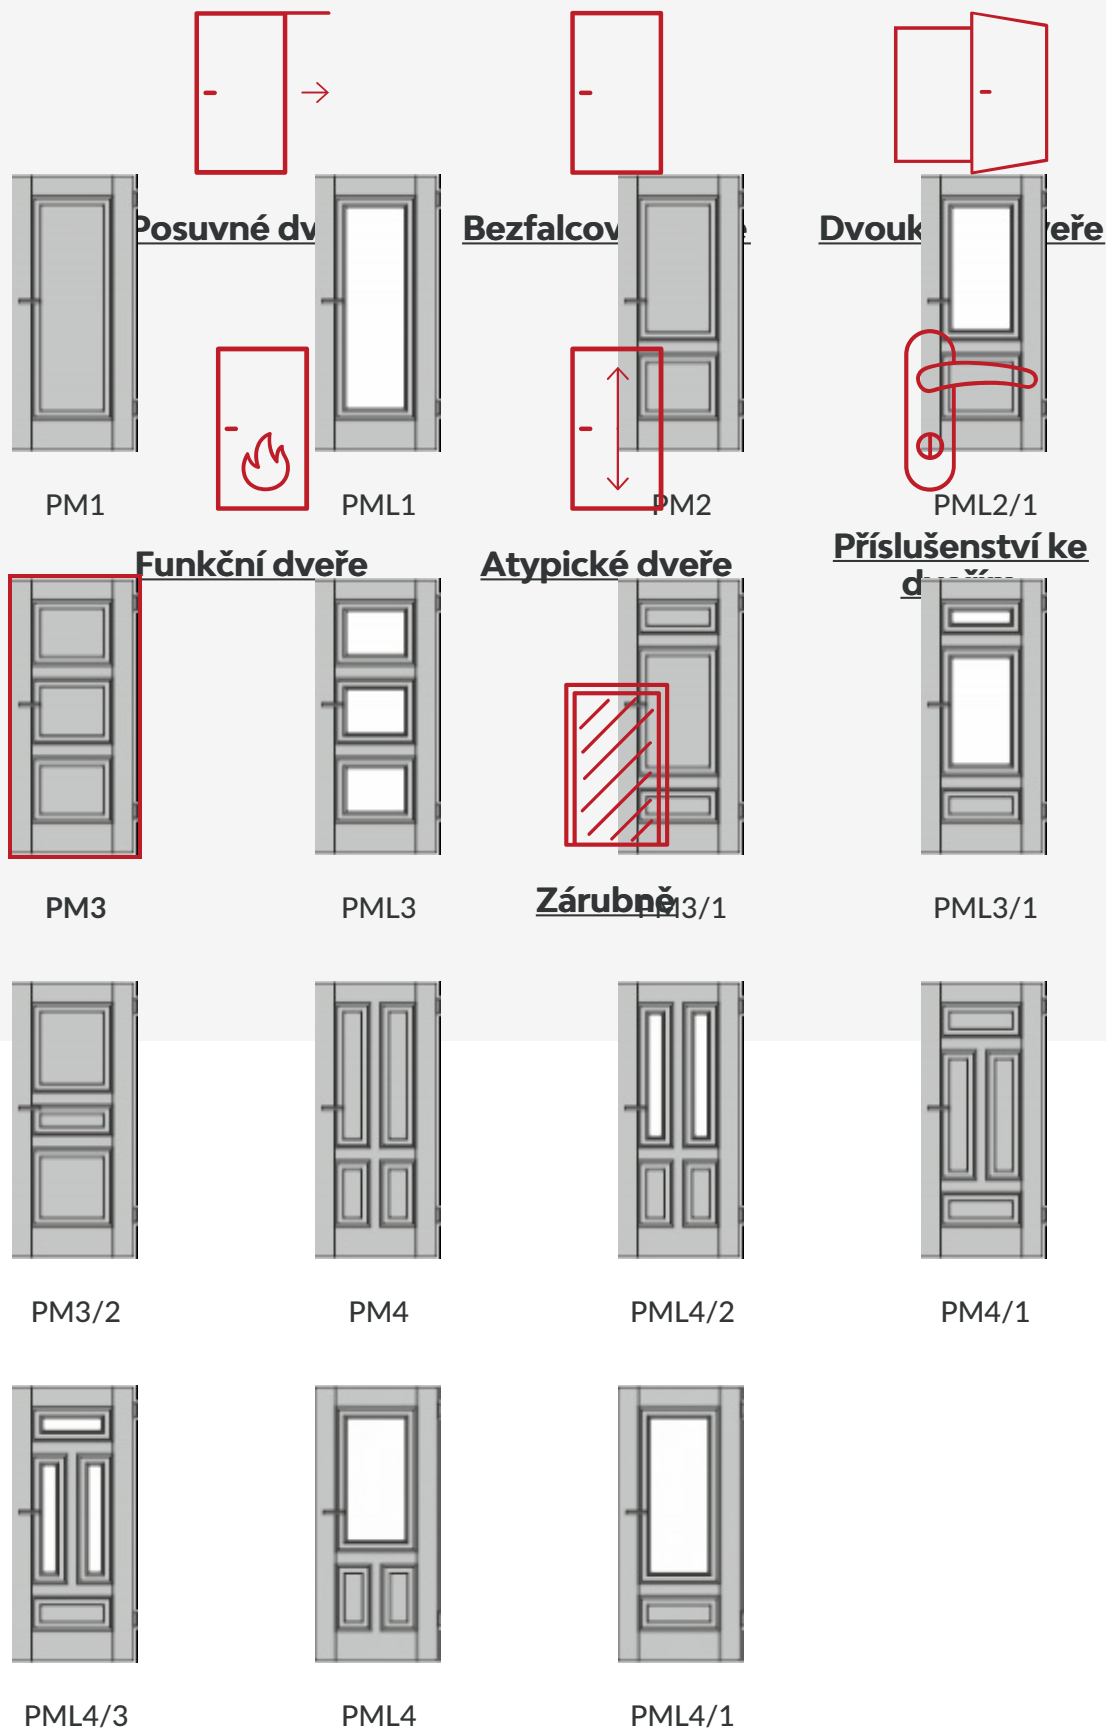 Posuvné dv
Bezfalcov
Dvouk
eře
PM1
PML1
PM2
PML2/1
Funkční dveře
Atypické dveře
Příslušenství ke
PM3
PML3
Zárubně
M3/1
PML3/1
PM3/2
PM4
PML4/2
PM4/1
PML4/3
PML4
PML4/1